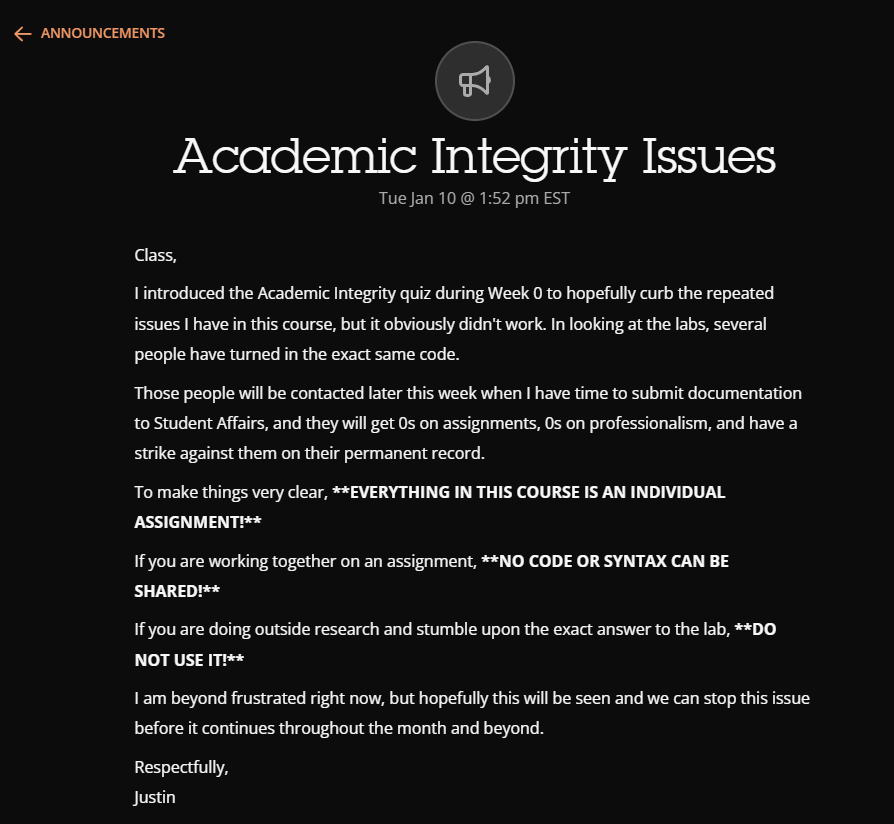 ANNOUNCEMENTS
Academic Integrity Issues
Tue Jan 10 @ 1:52 pm EST
Class,
I introduced the Academic Integrity quiz during Week 0 to hopefully curb the repeated
issues I have in this course, but it obviously didn't work. In looking at the labs, several
people have turned in the exact same code.
Those people will be contacted later this week when I have time to submit documentation
to Student Affairs, and they will get 0s on assignments, 0s on professionalism, and have a
strike against them on their permanent record.
To make things very clear, **EVERYTHING IN THIS COURSE IS AN INDIVIDUAL
ASSIGNMENT!**
If you are working together on an assignment, **NO CODE OR SYNTAX CAN BE
SHARED!**
If you are doing outside research and stumble upon the exact answer to the lab, **DO
NOT USE IT!**
I am beyond frustrated right now, but hopefully this will be seen and we can stop this issue
before it continues throughout the month and beyond.
Respectfully,
Justin